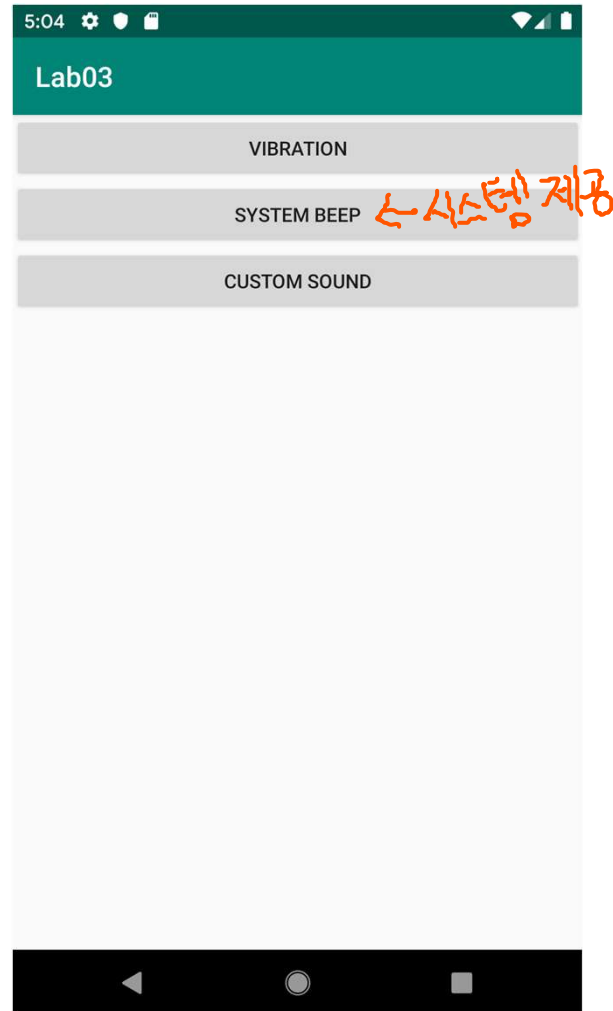 5:04
Lab03
VIBRATION
SYSTEM BEEP ← 시스템 제공
CUSTOM SOUND